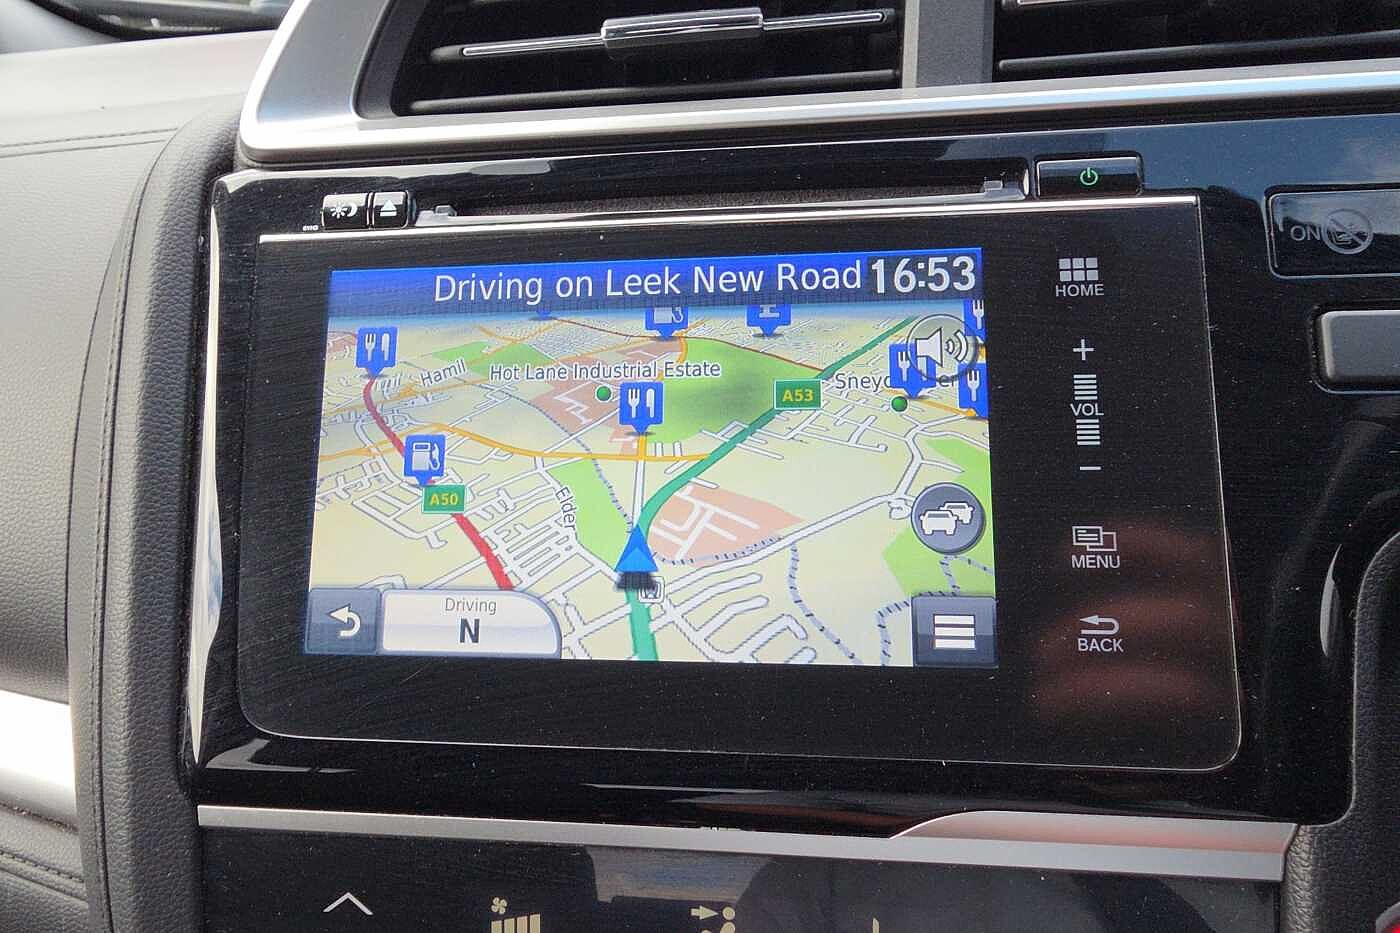 ON
Driving on Leek New Road 16:53
HOME
Hamil
Hot Lane Industrial Estate
A53
VOL
A50
Elder
MENU
Driving
N
BACK